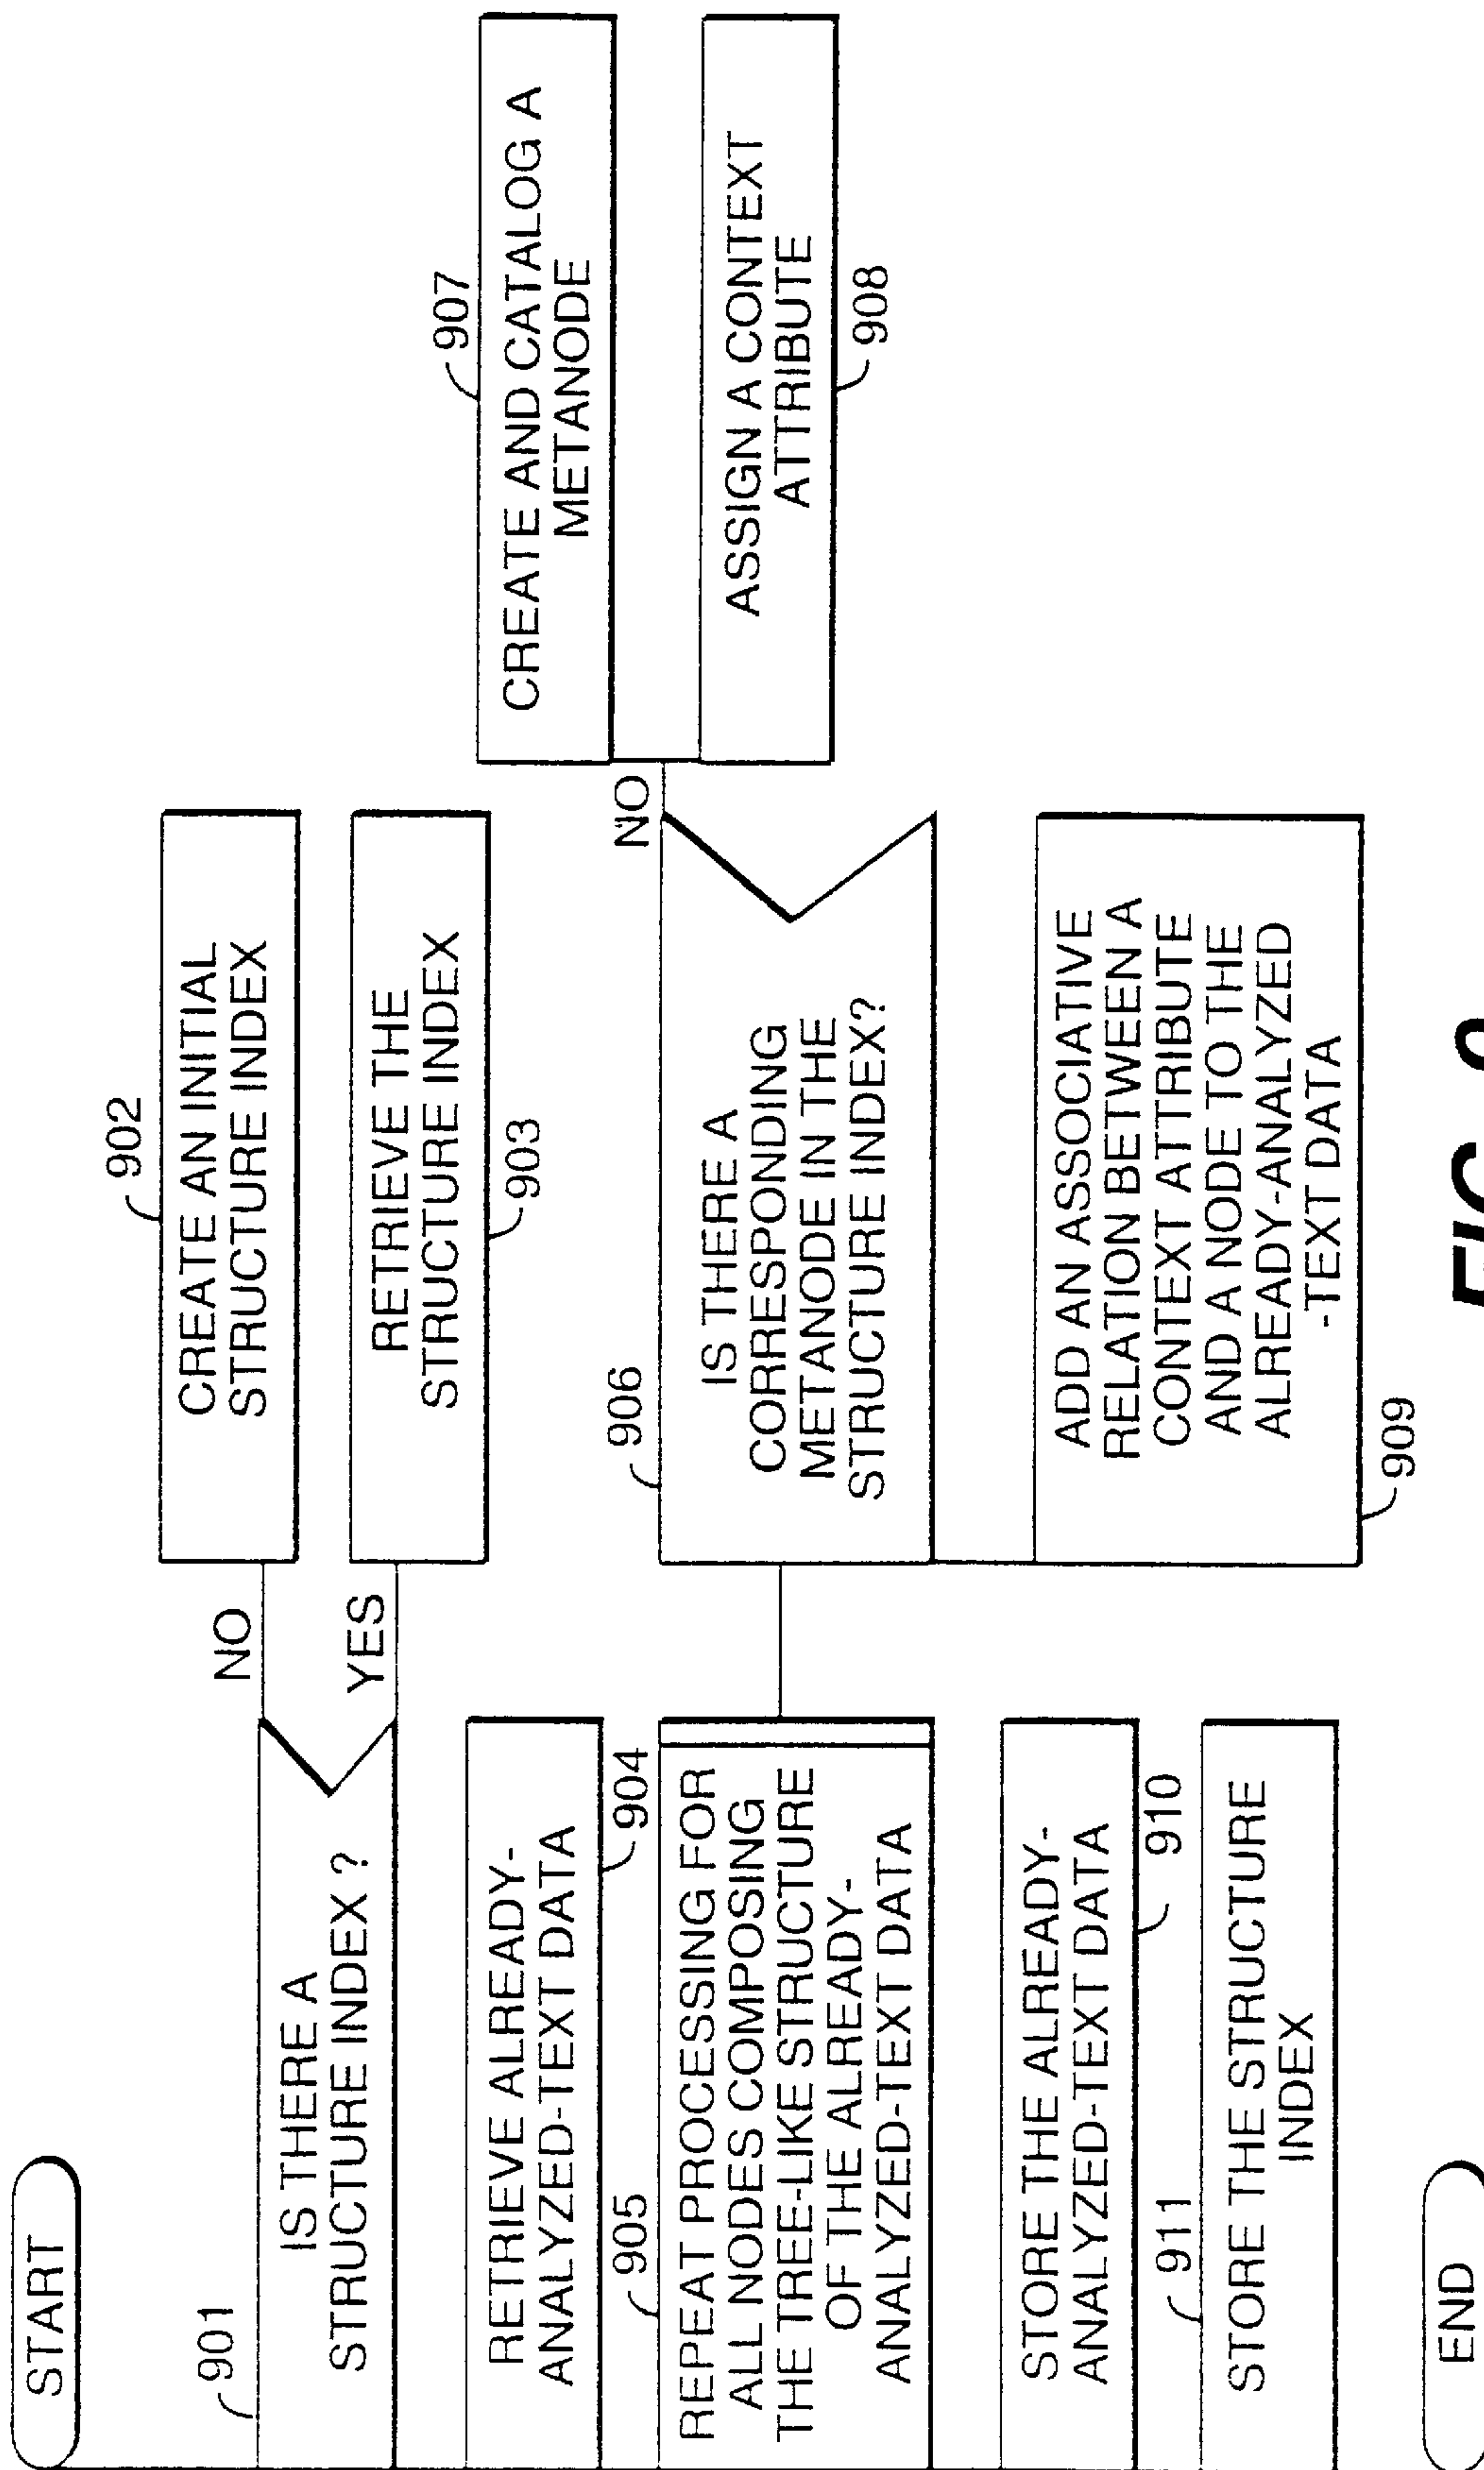 START
901
IS THERE A
STRUCTURE INDEX ?
NO
YES
902
CREATE AN INITIAL
STRUCTURE INDEX
RETRIEVE THE
STRUCTURE INDEX
903
RETRIEVE ALREADY-
ANALYZED-TEXT DATA
904
905
REPEAT PROCESSING FOR
ALL NODES COMPOSING
THE TREE-LIKE STRUCTURE
OF THE ALREADY-
ANALYZED-TEXT DATA
906
IS THERE A
CORRESPONDING
METANODE IN THE
STRUCTURE INDEX?
NO
907
CREATE AND CATALOG A
METANODE
ASSIGN A CONTEXT
ATTRIBUTE
908
ADD AN ASSOCIATIVE
RELATION BETWEEN A
CONTEXT ATTRIBUTE
AND A NODE TO THE
ALREADY-ANALYZED
-TEXT DATA
909
STORE THE ALREADY-
ANALYZED-TEXT DATA
910
911
STORE THE STRUCTURE
INDEX
END
FIG.